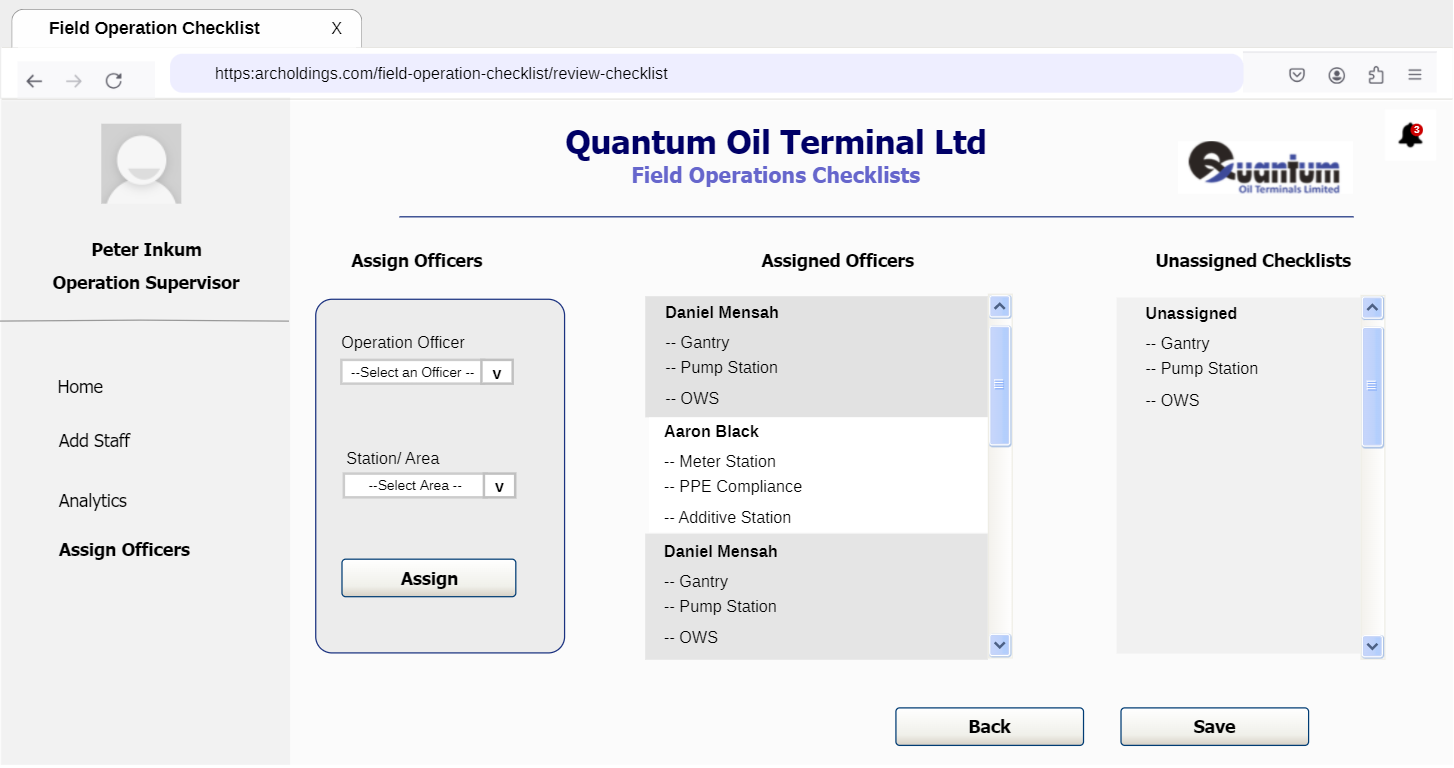 Field Operation Checklist X
https:archoldings.com/field-operation-checklist/review-checklist
3
Quantum Oil Terminal Ltd
Field Operations Checklists
Quantum
Oil Terminals Limited
Peter Inkum
Operation Supervisor
Home
Add Staff
Analytics
Assign Officers
Assign Officers
Operation Officer
--Select an Officer -- v
Station/ Area
--Select Area -- v
Assign
Assigned Officers
Daniel Mensah
-- Gantry
-- Pump Station
-- OWS
Aaron Black
-- Meter Station
-- PPE Compliance
-- Additive Station
Daniel Mensah
-- Gantry
-- Pump Station
-- OWS
Unassigned Checklists
Unassigned
-- Gantry
-- Pump Station
-- OWS
Back
Save